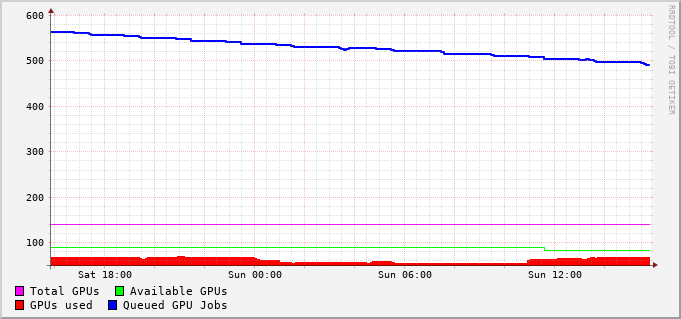 600
500
400
300
200
100
Sat 18:00 Sun 00:00 Sun 06:00 Sun 12:00
Total GPUs Available GPUs
GPUs used Queued GPU Jobs
RRDTOOL / TOBI OETIKER